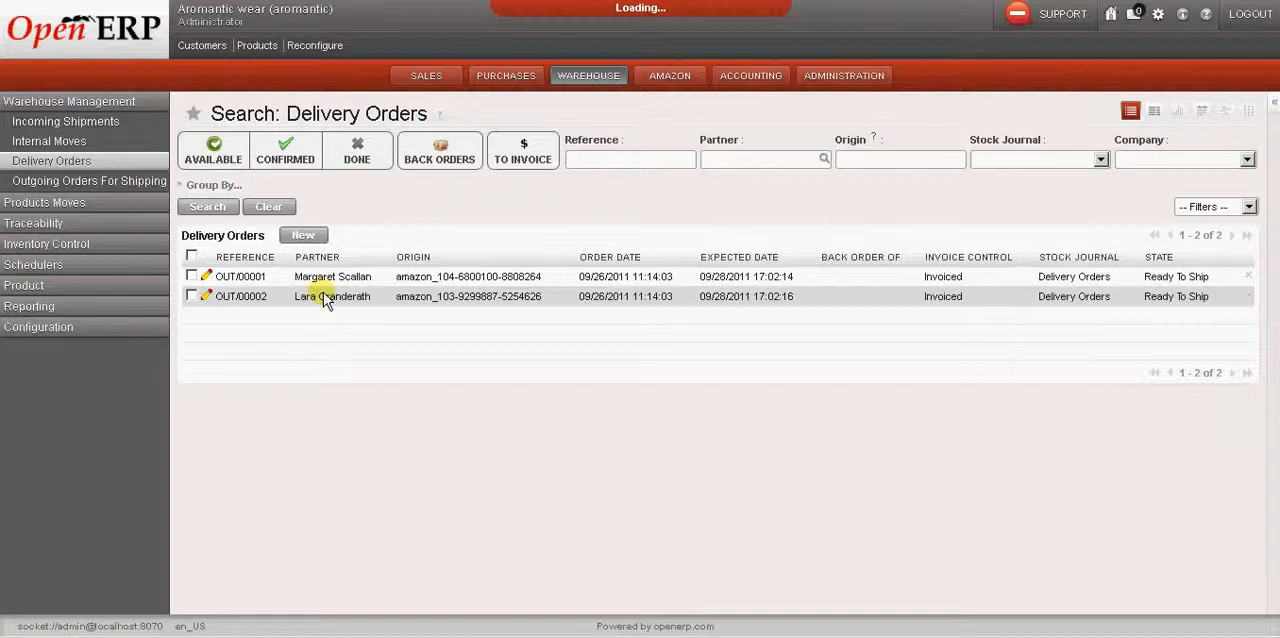 Open ERP
Aromantic wear (aromantic)
Administrator
Customers | Products | Reconfigure
Loading...
SUPPORT
0
LOGOUT
SALES
PURCHASES
WAREHOUSE
AMAZON
ACCOUNTING
ADMINISTRATION
Warehouse Management
Incoming Shipments
Internal Moves
Delivery Orders
Outgoing Orders For Shipping
Products Moves
Traceability
Inventory Control
Schedulers
Product
Reporting
Configuration
Search: Delivery Orders ?
AVAILABLE
CONFIRMED
DONE
BACK ORDERS
$
TO INVOICE
Reference :
Partner :
Origin ? :
Stock Journal :
Company :
Group By...
Search
Clear
-- Filters --
Delivery Orders
New
1 - 2 of 2
REFERENCE PARTNER ORIGIN ORDER DATE EXPECTED DATE BACK ORDER OF INVOICE CONTROL STOCK JOURNAL STATE
OUT/00001 Margaret Scallan amazon_104-6800100-8808264 09/26/2011 11:14:03 09/28/2011 17:02:14 Invoiced Delivery Orders Ready To Ship
OUT/00002 Lara amazon_103-9299887-5254626 09/26/2011 11:14:03 09/28/2011 17:02:16 Invoiced Delivery Orders Ready To Ship
1 - 2 of 2
socket://admin@localhost:8070 en_US
Powered by openerp.com